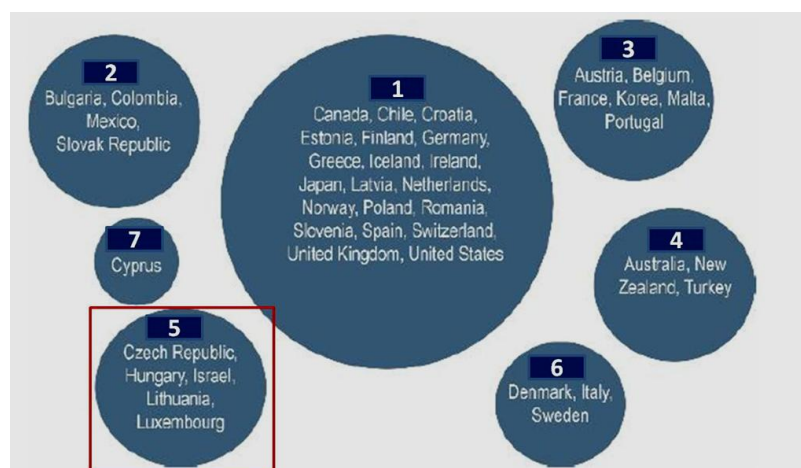 1
Canada, Chile, Croatia,
Estonia, Finland, Germany,
Greece, Iceland, Ireland,
Japan, Latvia, Netherlands,
Norway, Poland, Romania,
Slovenia, Spain, Switzerland,
United Kingdom, United States
2
Bulgaria, Colombia,
Mexico,
Slovak Republic
3
Austria, Belgium,
France, Korea, Malta,
Portugal
4
Australia, New
Zealand, Turkey
5
Czech Republic,
Hungary, Israel,
Lithuania,
Luxembourg
6
Denmark, Italy,
Sweden
7
Cyprus